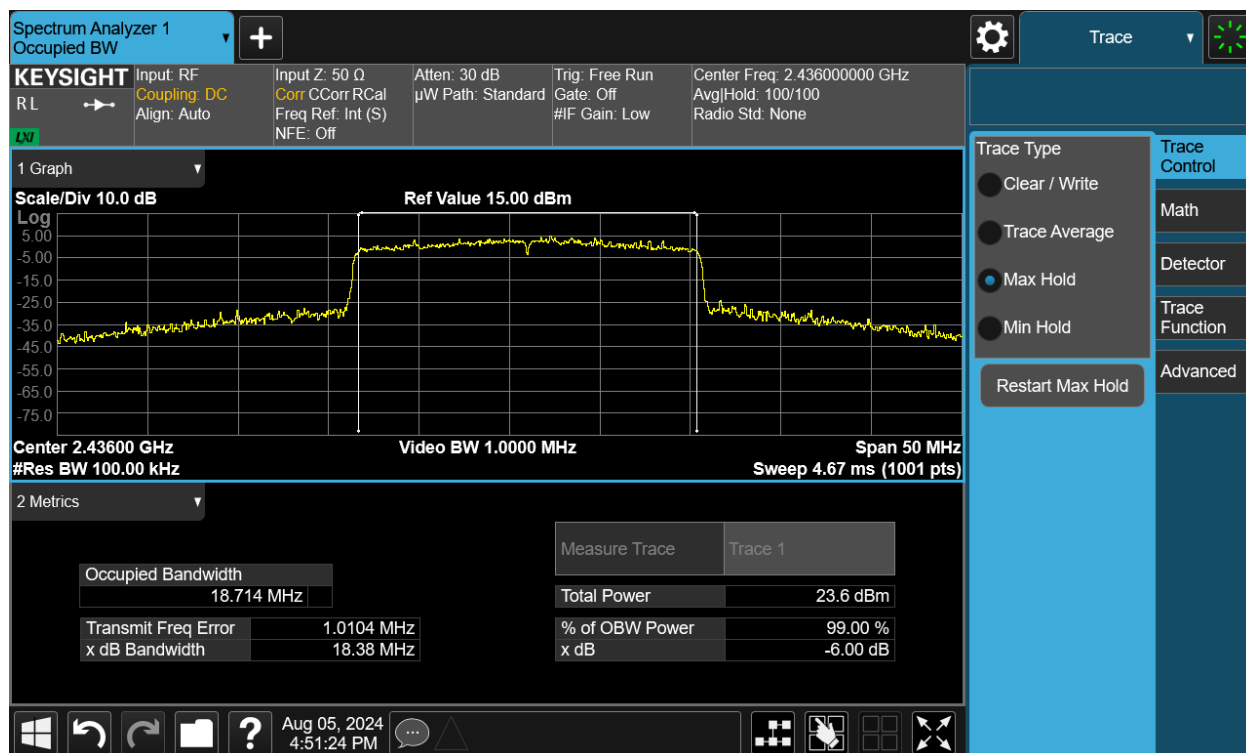 Spectrum Analyzer 1
Occupied BW
+
Trace
KEYSIGHT
R L
LXI
Input: RF
Coupling: DC
Align: Auto
Input Z: 50 Ω
Corr CCorr RCal
Freq Ref: Int (S)
NFE: Off
Atten: 30 dB
µW Path: Standard
Trig: Free Run
Gate: Off
#IF Gain: Low
Center Freq: 2.436000000 GHz
Avg|Hold: 100/100
Radio Std: None
1 Graph
Scale/Div 10.0 dB
Ref Value 15.00 dBm
Log
5.00
-5.00
-15.0
-25.0
-35.0
-45.0
-55.0
-65.0
-75.0
Center 2.43600 GHz
Video BW 1.0000 MHz
Span 50 MHz
#Res BW 100.00 kHz
Sweep 4.67 ms (1001 pts)
2 Metrics
Measure Trace
Trace 1
Occupied Bandwidth
18.714 MHz
Total Power
23.6 dBm
Transmit Freq Error
1.0104 MHz
% of OBW Power
99.00 %
x dB Bandwidth
18.38 MHz
x dB
-6.00 dB
Trace Type
Clear / Write
Trace Average
Max Hold
Min Hold
Restart Max Hold
Trace
Control
Math
Detector
Trace
Function
Advanced
?
Aug 05, 2024
4:51:24 PM